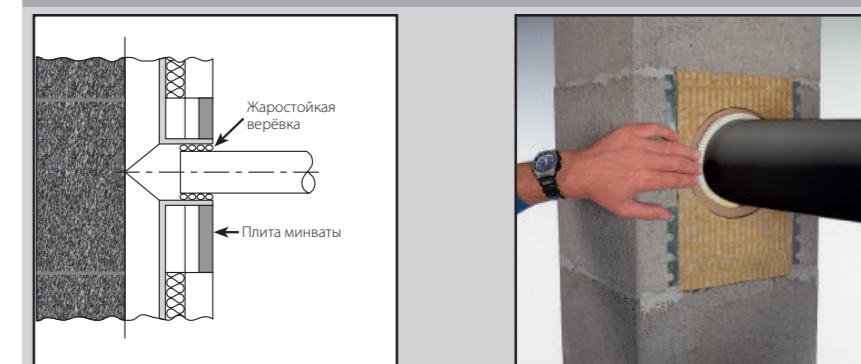 Жаростойкая
верёвка
Плита минваты